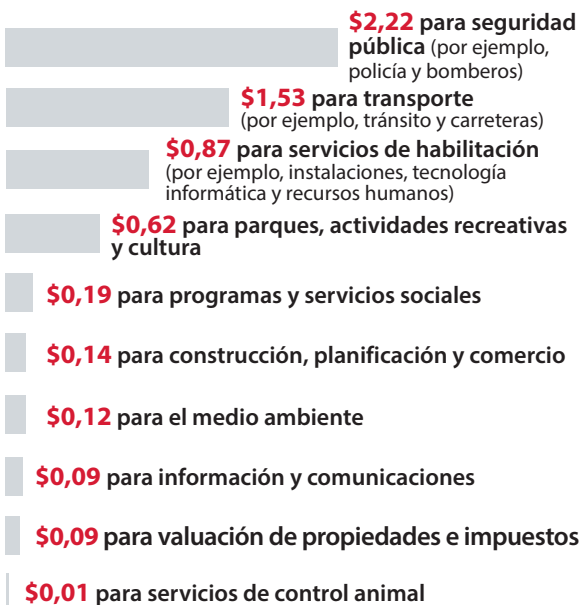 $2,22 para seguridad
pública (por ejemplo,
policía y bomberos)
$1,53 para transporte
(por ejemplo, tránsito y carreteras)
$0,87 para servicios de habilitación
(por ejemplo, instalaciones, tecnología
informática y recursos humanos)
$0,62 para parques, actividades recreativas
y cultura
$0,19 para programas y servicios sociales
$0,14 para construcción, planificación y comercio
$0,12 para el medio ambiente
$0,09 para información y comunicaciones
$0,09 para valuación de propiedades e impuestos
$0,01 para servicios de control animal